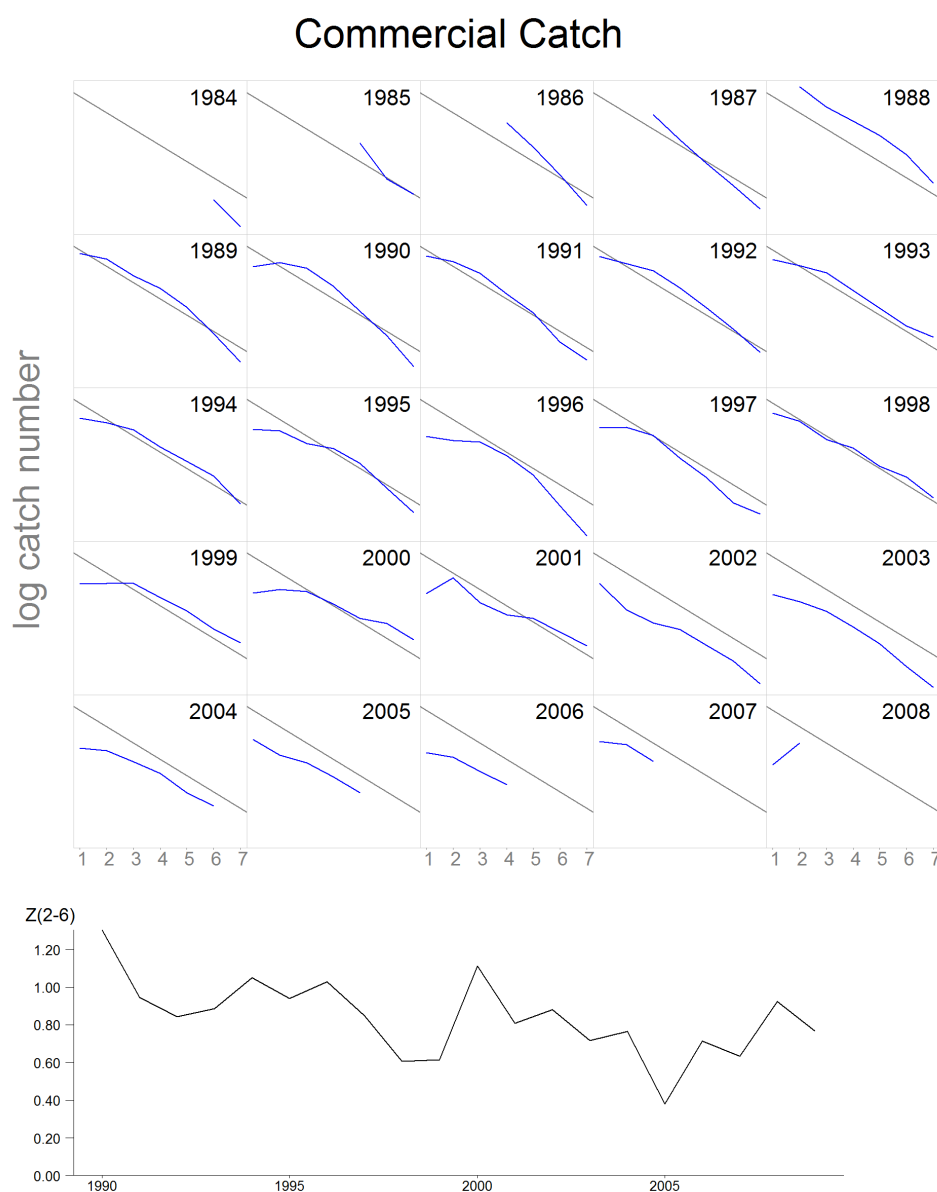 Commercial Catch
1984 1985 1986 1987 1988
1989 1990 1991 1992 1993
log catch number
1994 1995 1996 1997 1998
1999 2000 2001 2002 2003
2004 2005 2006 2007 2008
1 2 3 4 5 6 7 1 2 3 4 5 6 7 1 2 3 4 5 6 7
Z(2-6)
1.20
1.00
0.80
0.60
0.40
0.20
0.00
1990 1995 2000 2005